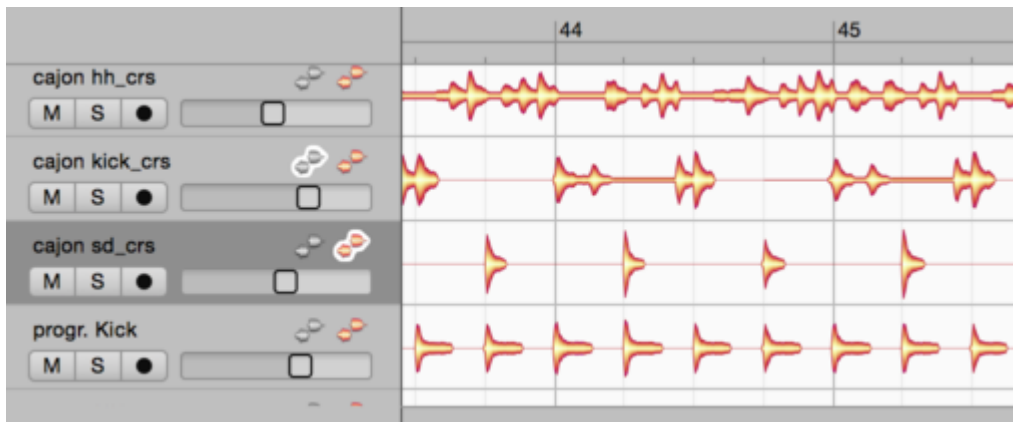 44 45
cajon hh_crs
M S
cajon kick_crs
M S
cajon sd_crs
M S
progr. Kick
M S